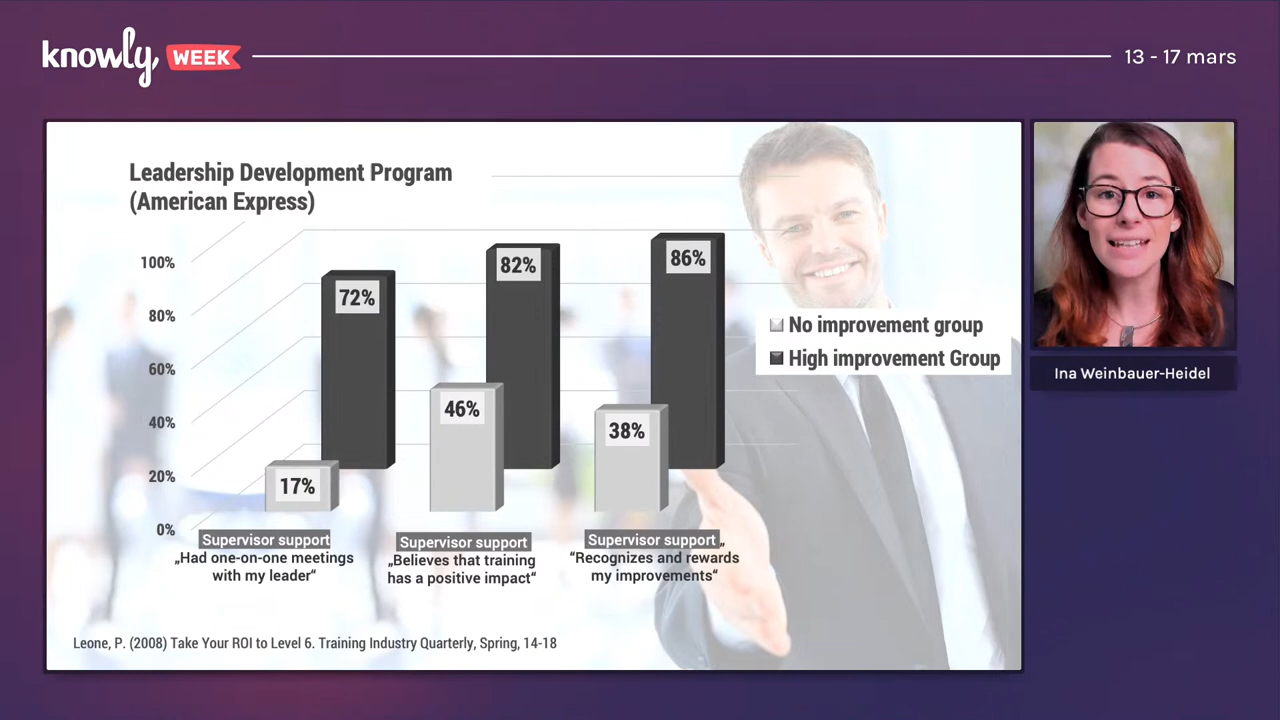 knowly WEEK
13 - 17 mars
Leadership Development Program
(American Express)
100%
80%
60%
40%
20%
0%
72%
82%
86%
17%
46%
38%
No improvement group
High improvement Group
Supervisor support
„Had one-on-one meetings
with my leader“
Supervisor support
„Believes that training
has a positive impact“
Supervisor support „
“Recognizes and rewards
my improvements“
Leone, P. (2008) Take Your ROI to Level 6. Training Industry Quarterly, Spring, 14-18
Ina Weinbauer-Heidel